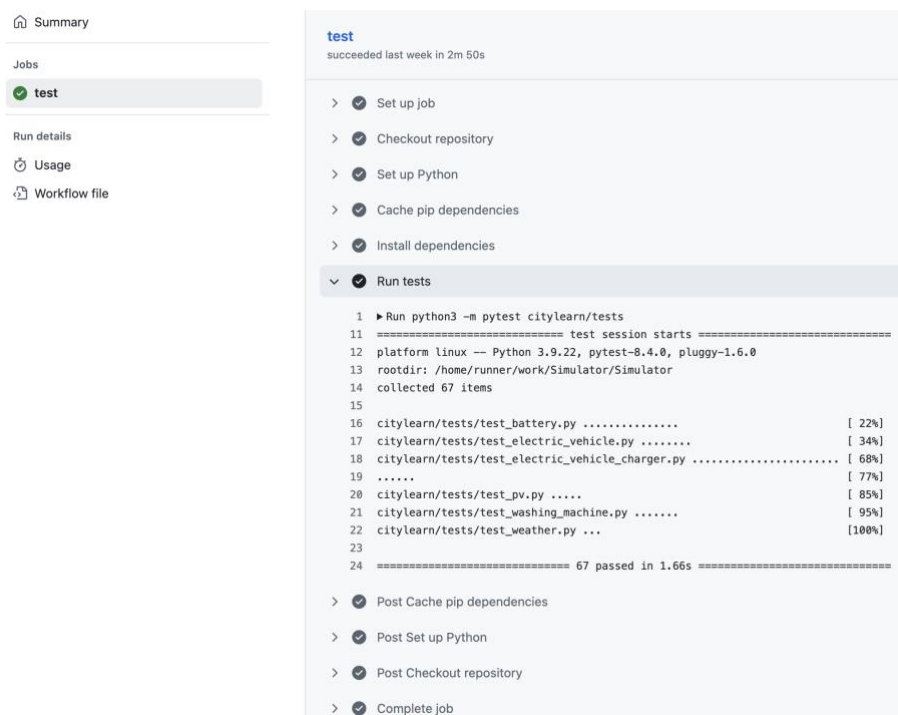 Summary
Jobs
test
Run details
Usage
Workflow file
test
succeeded last week in 2m 50s
Set up job
Checkout repository
Set up Python
Cache pip dependencies
Install dependencies
Run tests
1 ▶Run python3 -m pytest citylearn/tests
11 ============================= test session starts ==============================
12 platform linux -- Python 3.9.22, pytest-8.4.0, pluggy-1.6.0
13 rootdir: /home/runner/work/Simulator/Simulator
14 collected 67 items
15
16 citylearn/tests/test_battery.py ............... [ 22%]
17 citylearn/tests/test_electric_vehicle.py ........ [ 34%]
18 citylearn/tests/test_electric_vehicle_charger.py ....................... [ 68%]
19 ...... [ 77%]
20 citylearn/tests/test_pv.py ..... [ 85%]
21 citylearn/tests/test_washing_machine.py ....... [ 95%]
22 citylearn/tests/test_weather.py ... [100%]
23
24 ============================== 67 passed in 1.66s ==============================
Post Cache pip dependencies
Post Set up Python
Post Checkout repository
Complete job